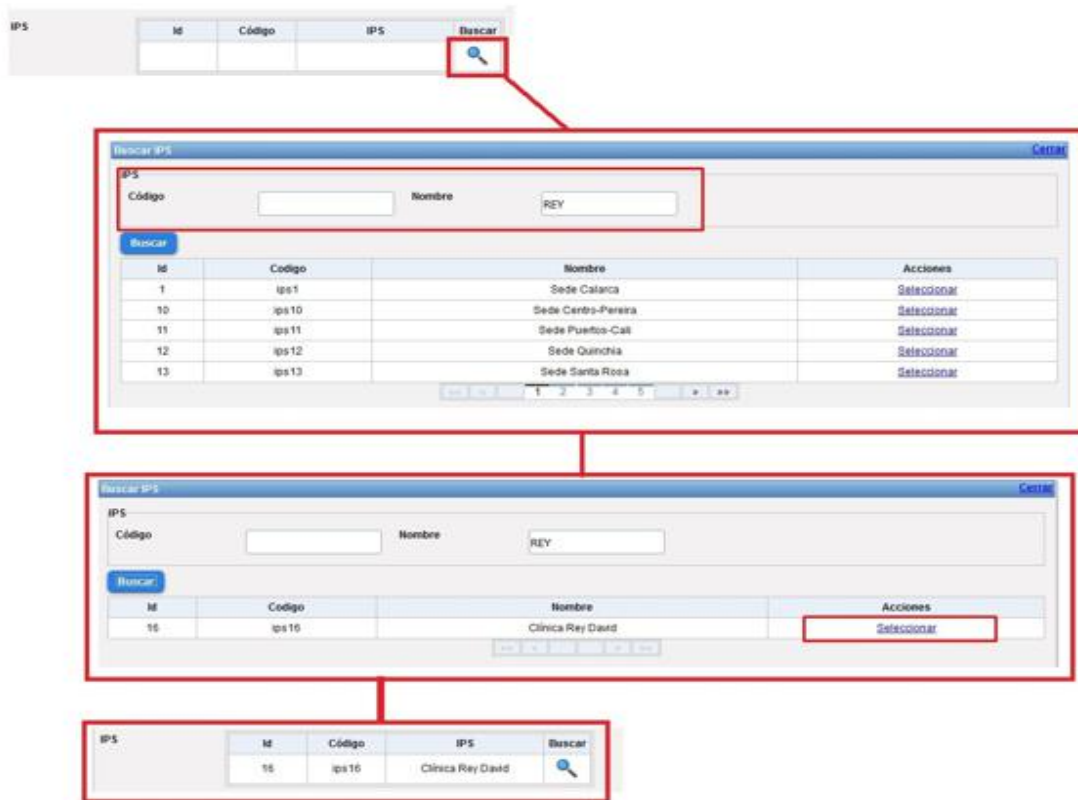 IPS Id Código IPS Buscar
Buscar IPS Cerrar
IPS
Código Nombre REY
Buscar
Id Codigo Nombre Acciones
1 ips1 Sede Calarca Seleccionar
10 ips10 Sede Centro-Pereira Seleccionar
11 ips11 Sede Puertos-Cali Seleccionar
12 ips12 Sede Quinchia Seleccionar
13 ips13 Sede Santa Rosa Seleccionar
«« « 1 2 3 4 5 » »»
Buscar IPS Cerrar
IPS
Código Nombre REY
Buscar
Id Codigo Nombre Acciones
16 ips16 Clínica Rey David Seleccionar
«« « » »»
IPS Id Código IPS Buscar
16 ips16 Clínica Rey David